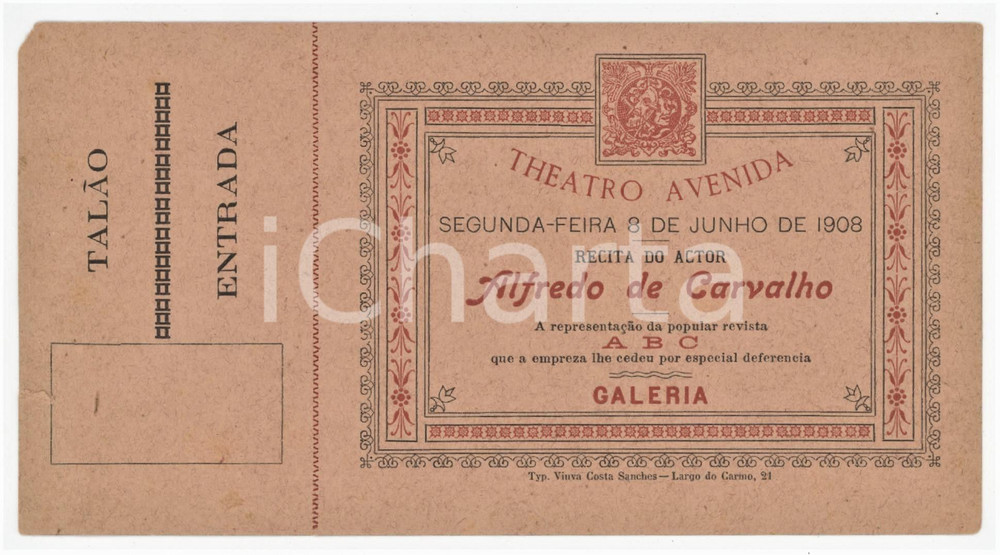 TALÃO
ENTRADA
THEATRO AVENIDA
SEGUNDA-FEIRA 8 DE JUNHO DE 1908
RECITA DO ACTOR
Alfredo de Carvalho
A representação da popular revista
A B C
que a empreza lhe cedeu por especial deferencia
GALERIA
Typ. Viuva Costa Sanches—Largo do Carmo, 21
iCharta